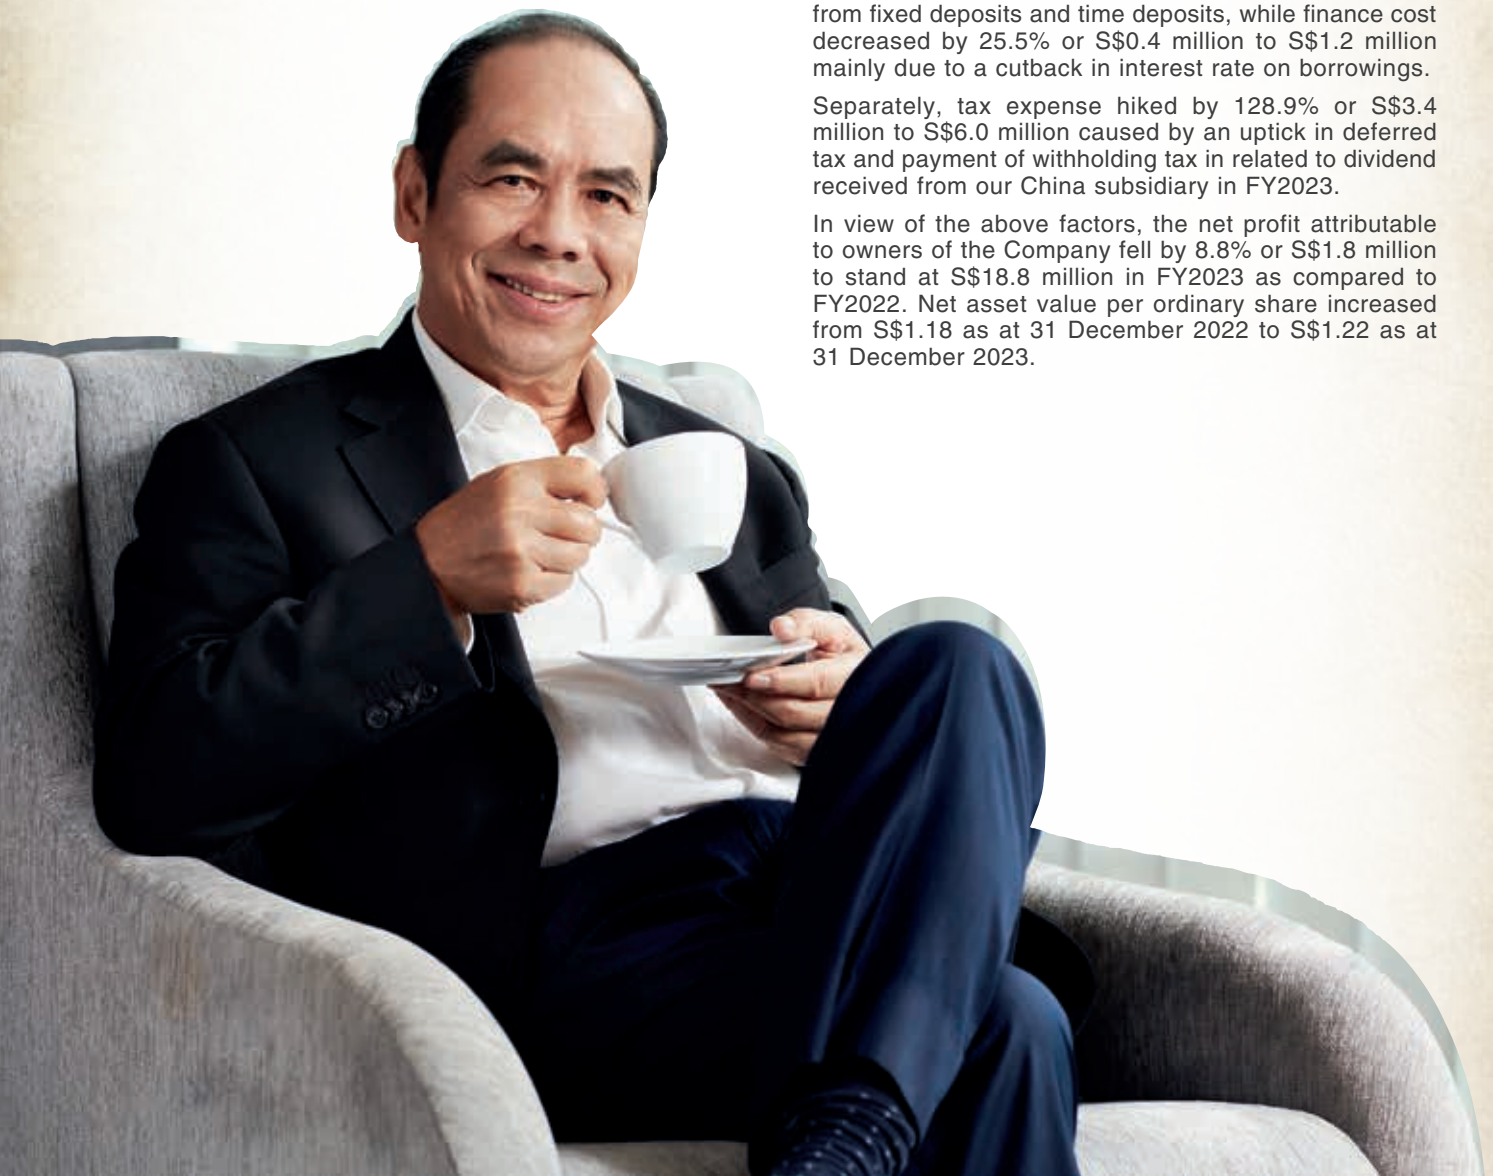 from fixed deposits and time deposits, while finance cost
decreased by 25.5% or S$0.4 million to S$1.2 million
mainly due to a cutback in interest rate on borrowings.
Separately, tax expense hiked by 128.9% or S$3.4
million to S$6.0 million caused by an uptick in deferred
tax and payment of withholding tax in related to dividend
received from our China subsidiary in FY2023.
In view of the above factors, the net profit attributable
to owners of the Company fell by 8.8% or S$1.8 million
to stand at S$18.8 million in FY2023 as compared to
FY2022. Net asset value per ordinary share increased
from S$1.18 as at 31 December 2022 to S$1.22 as at
31 December 2023.